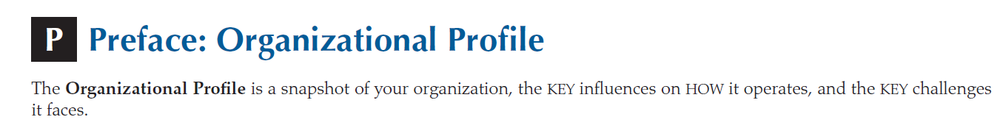 P Preface: Organizational Profile
The Organizational Profile is a snapshot of your organization, the KEY influences on HOW it operates, and the KEY challenges
it faces.